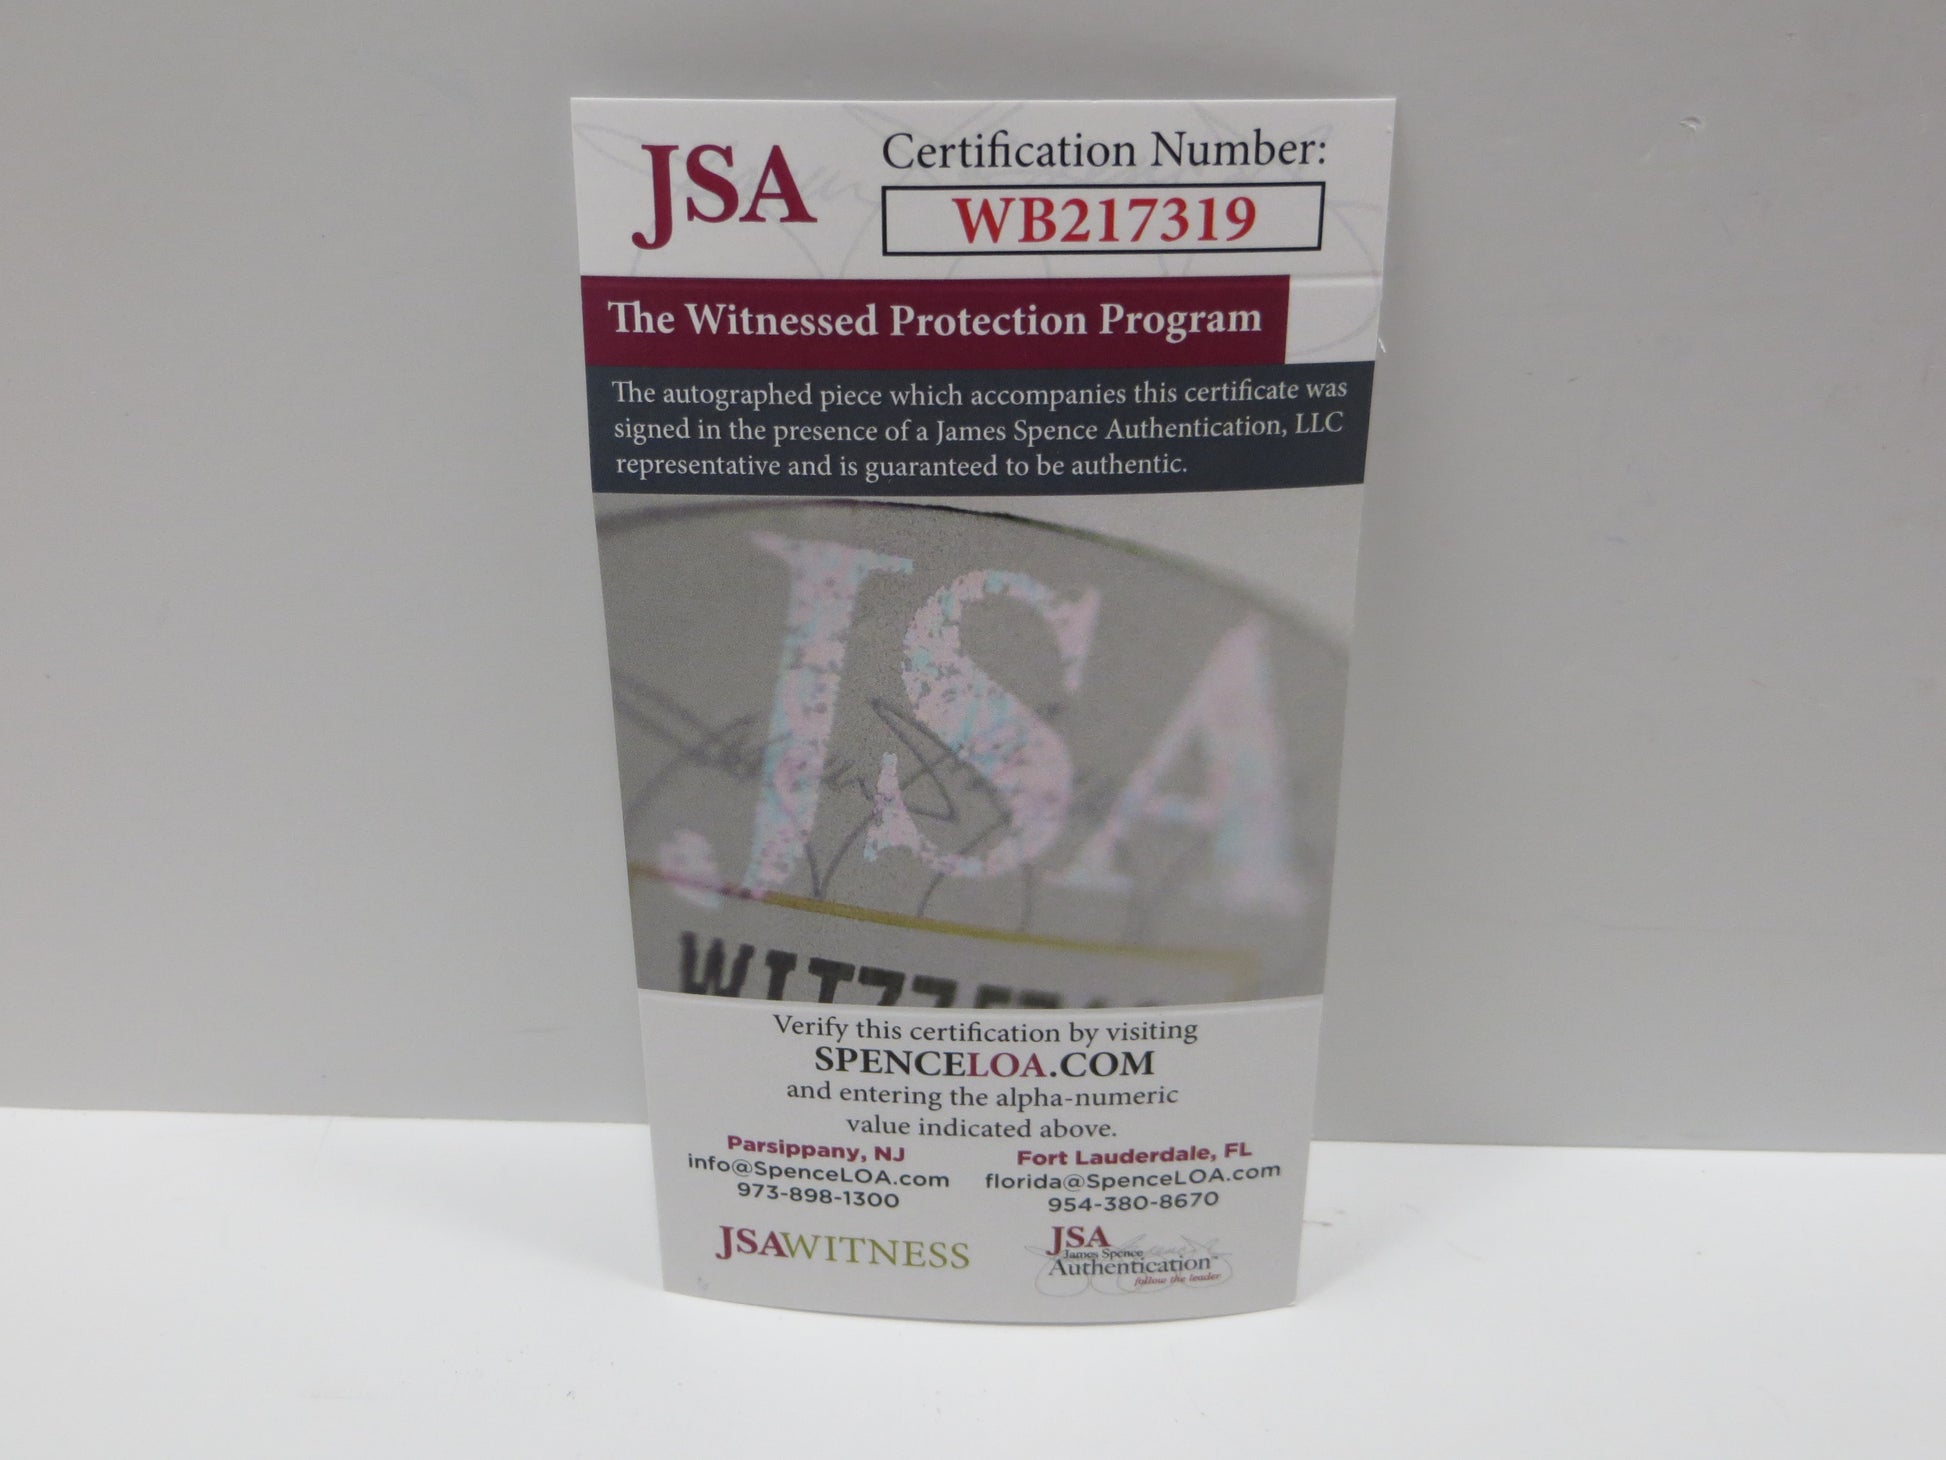 JSA
Certification Number:
WB217319
The Witnessed Protection Program
The autographed piece which accompanies this certificate was
signed in the presence of a James Spence Authentication, LLC
representative and is guaranteed to be authentic.
JSA
Verify this certification by visiting
SPENCELOA.COM
and entering the alpha-numeric
value indicated above.
Parsippany, NJ
info@SpenceLOA.com
973-898-1300
Fort Lauderdale, FL
florida@SpenceLOA.com
954-380-8670
JSAWITNESS
JSA
James Spence
Authentication
follow the leader